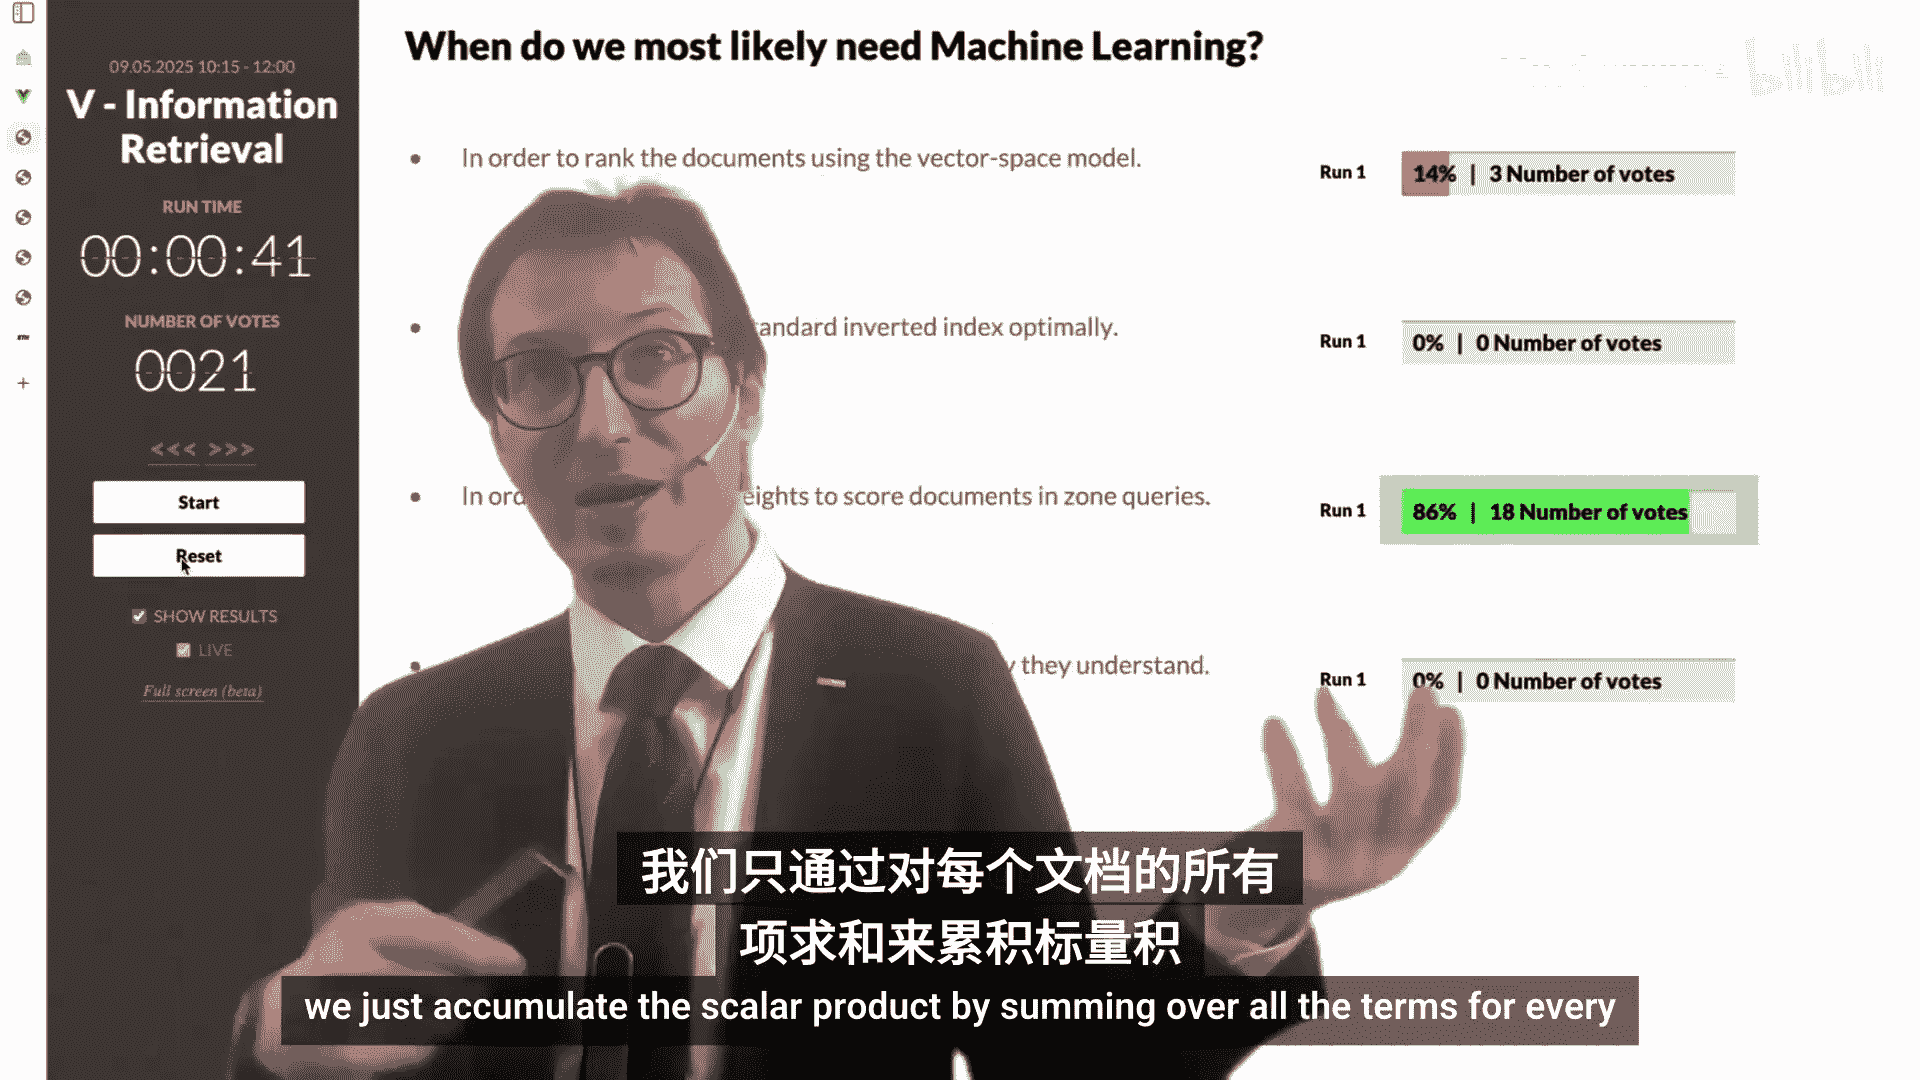 09.05.2025 10:15 - 12:00
V - Information
Retrieval
RUN TIME
00:00:41
NUMBER OF VOTES
0021
<<< >>>
Start
Reset
SHOW RESULTS
LIVE
Full screen (beta)
When do we most likely need Machine Learning?
In order to rank the documents using the vector-space model.
Run 1
14% | 3 Number of votes
standard inverted index optimally.
Run 1
0% | 0 Number of votes
In eights to score documents in zone queries.
Run 1
86% | 18 Number of votes
they understand.
Run 1
0% | 0 Number of votes
bilibili
我们只通过对每个文档的所有
项求和来累积标量积
we just accumulate the scalar product by summing over all the terms for every